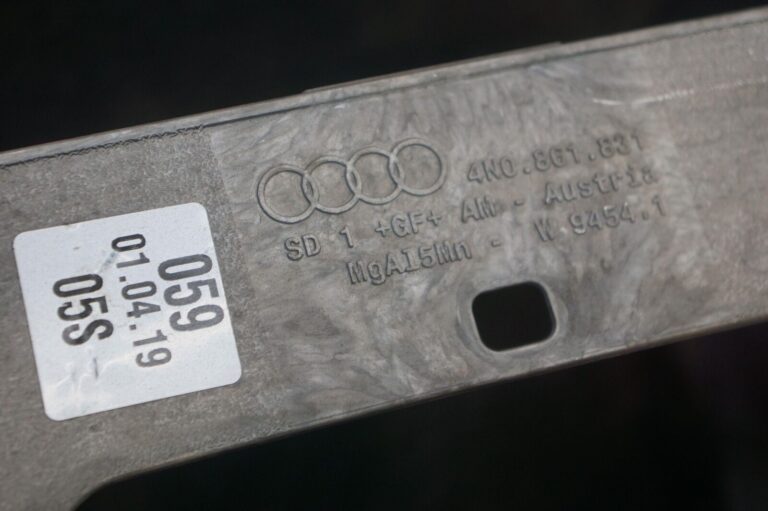 4N0.861.831
SD 1 +GF+ AM - Austria
MgAl5Mn - W 9454.1
059
01.04.19
05S